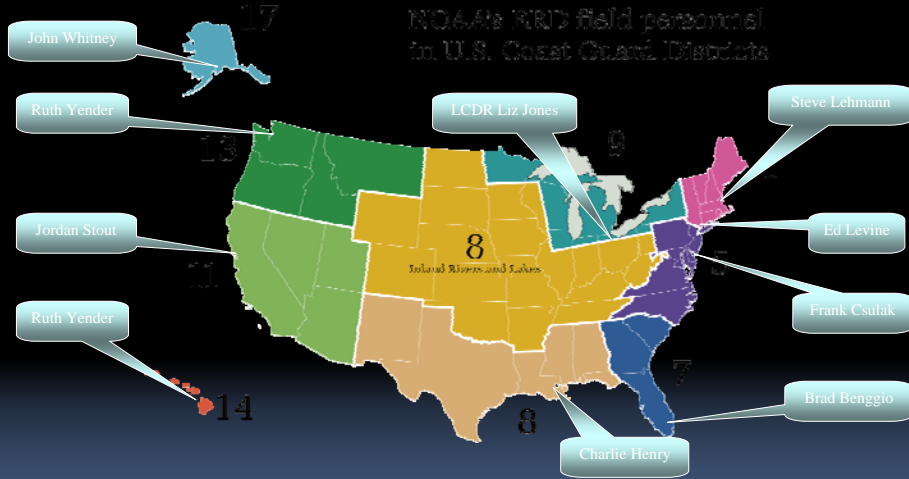 17
NOAA's ERD field personnel
in U.S. Coast Guard Districts
John Whitney
Ruth Yender
LCDR Liz Jones
Steve Lehmann
13
9
Jordan Stout
8
Inland Rivers and Lakes
Ed Levine
5
11
Frank Csulak
Ruth Yender
14
7
Brad Benggio
8
Charlie Henry